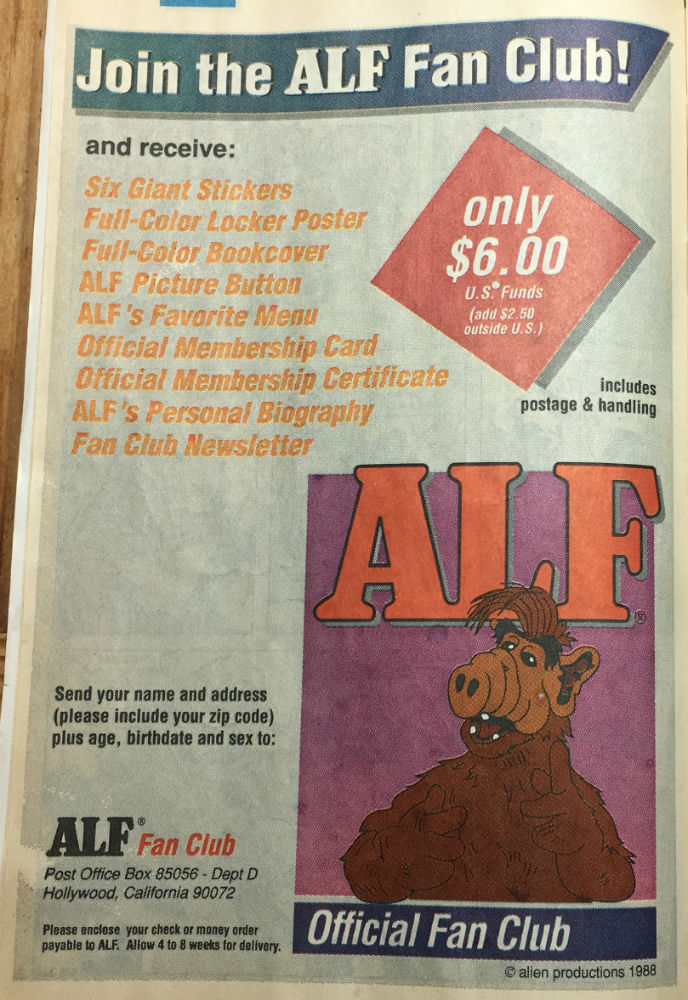 Join the ALF Fan Club!
and receive:
Six Giant Stickers
Full-Color Locker Poster
Full-Color Bookcover
ALF Picture Button
ALF's Favorite Menu
Official Membership Card
Official Membership Certificate
ALF's Personal Biography
Fan Club Newsletter
only
$6.00
U.S. Funds
(add $2.50
outside U.S.)
includes
postage & handling
ALF®
Send your name and address
(please include your zip code)
plus age, birthdate and sex to:
ALF® Fan Club
Post Office Box 85056 - Dept D
Hollywood, California 90072
Please enclose your check or money order
payable to ALF. Allow 4 to 8 weeks for delivery.
Official Fan Club
© alien productions 1988